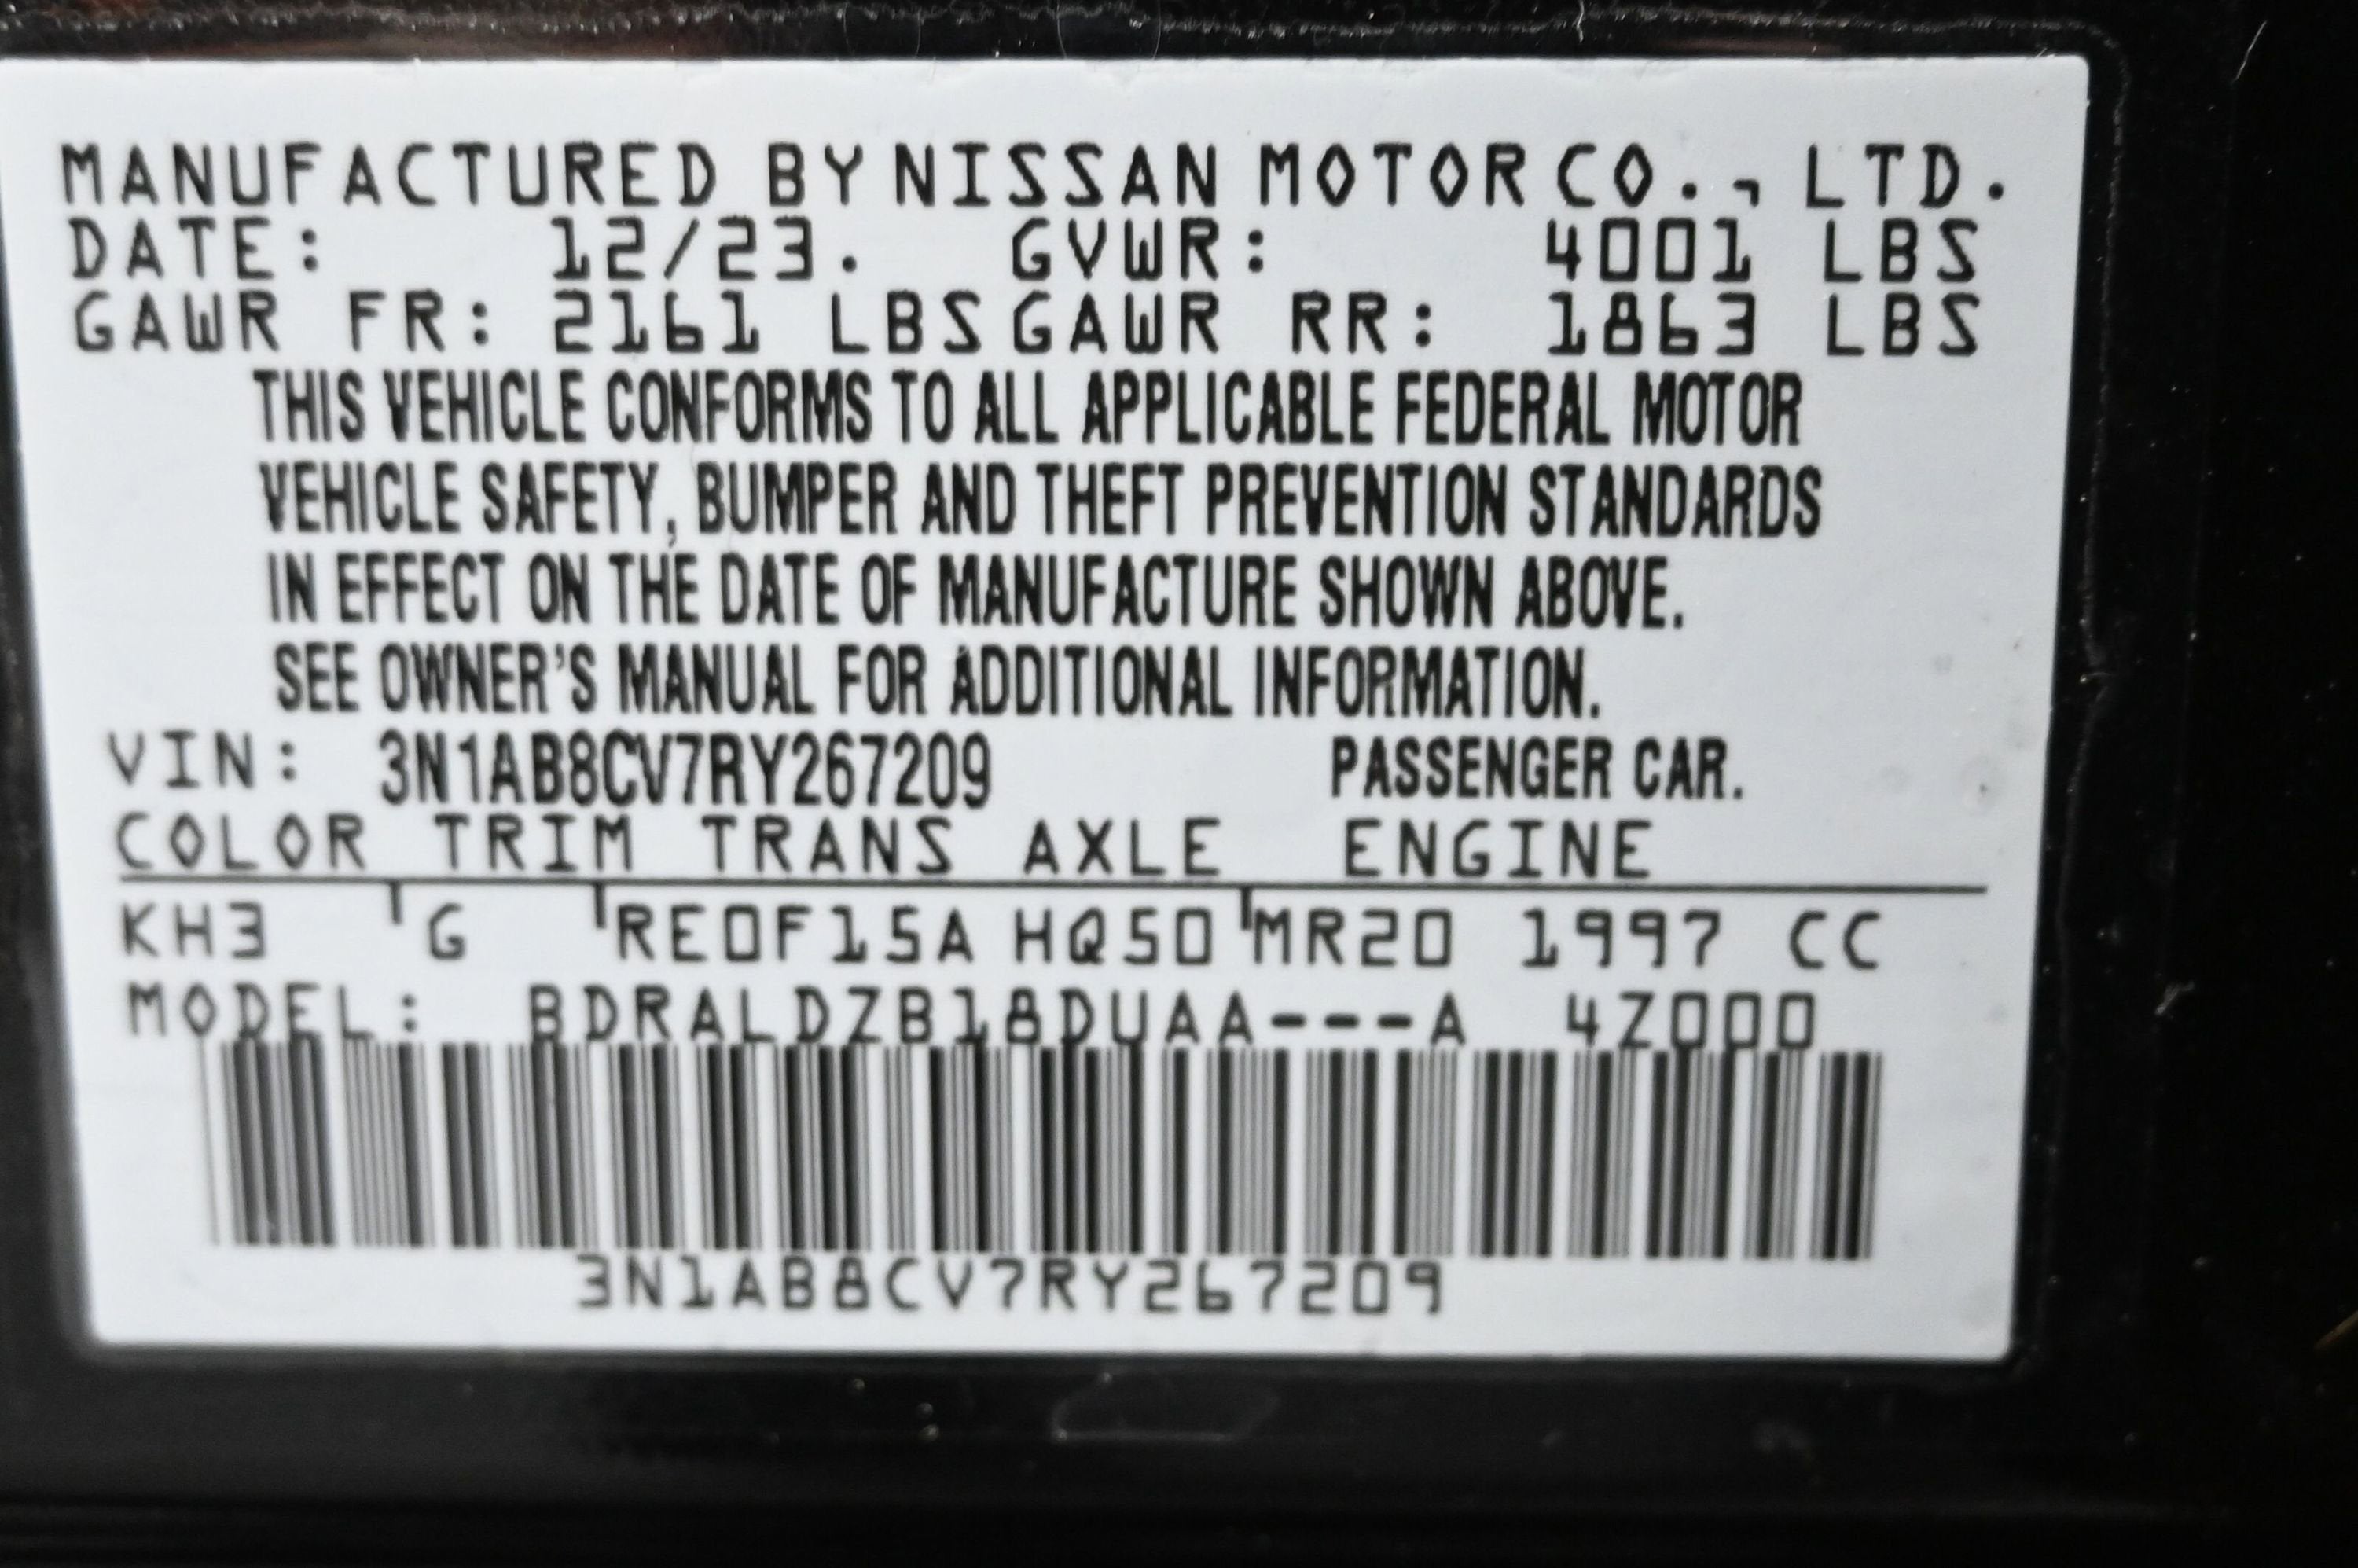 MANUFACTURED BY NISSAN MOTOR CO., LTD.
DATE: 12/23. GVWR: 4001 LBS
GAWR FR: 2161 LBS GAWR RR: 1863 LBS
THIS VEHICLE CONFORMS TO ALL APPLICABLE FEDERAL MOTOR
VEHICLE SAFETY, BUMPER AND THEFT PREVENTION STANDARDS
IN EFFECT ON THE DATE OF MANUFACTURE SHOWN ABOVE.
SEE OWNER'S MANUAL FOR ADDITIONAL INFORMATION.
VIN: 3N1AB8CV7RY267209 PASSENGER CAR.
COLOR TRIM TRANS AXLE ENGINE
KH3 G RE0F15A HQ50 MR20 1997 CC
MODEL: BDRALDZB18DUAA---A 4Z000
3N1AB8CV7RY267209